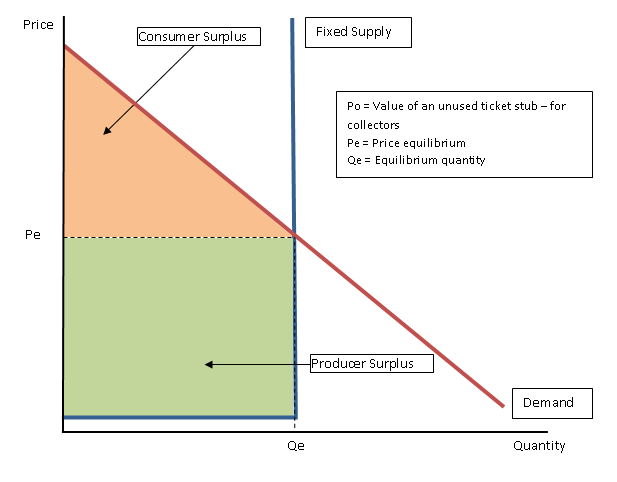 Price
Consumer Surplus
Fixed Supply
Po = Value of an unused ticket stub – for
collectors
Pe = Price equilibrium
Qe = Equilibrium quantity
Pe
Producer Surplus
Demand
Qe
Quantity